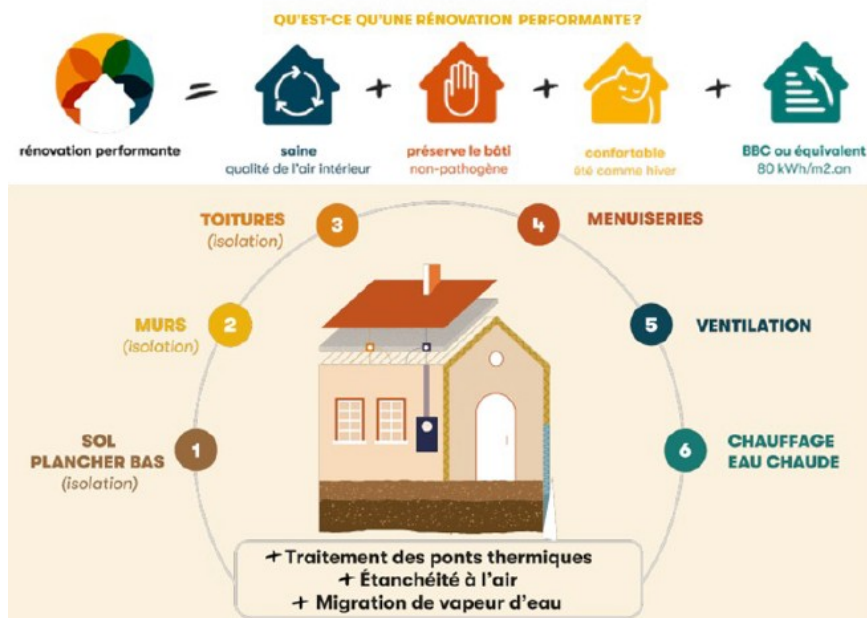 QU'EST-CE QU'UNE RÉNOVATION PERFORMANTE?
=
+
+
+
rénovation performante
saine
qualité de l'air intérieur
préserve le bâti
non-pathogène
confortable
été comme hiver
BBC ou équivalent
80 kWh/m2.an
TOITURES
(isolation)
3
4
MENUISERIES
MURS
(isolation)
2
5
VENTILATION
SOL
PLANCHER BAS
(isolation)
1
6
CHAUFFAGE
EAU CHAUDE
+ Traitement des ponts thermiques
+ Étanchéité à l'air
+ Migration de vapeur d'eau